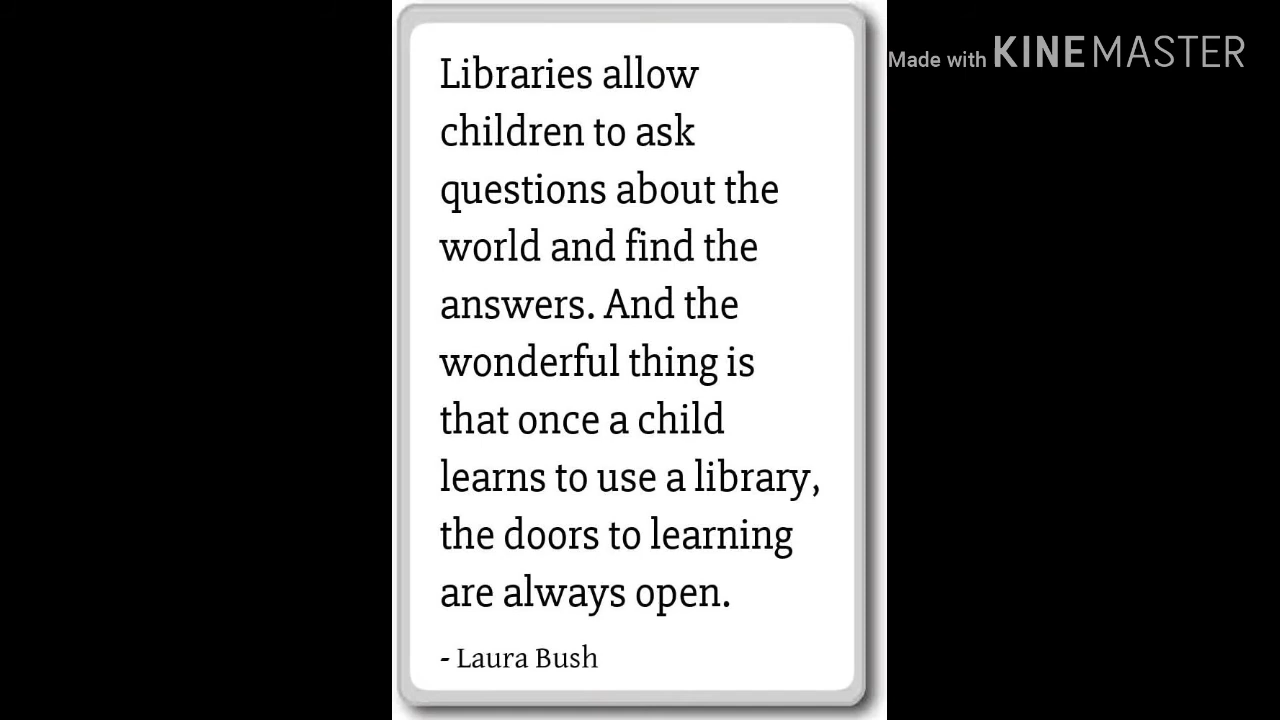 Made with KINEMASTER
Libraries allow
children to ask
questions about the
world and find the
answers. And the
wonderful thing is
that once a child
learns to use a library,
the doors to learning
are always open.
- Laura Bush